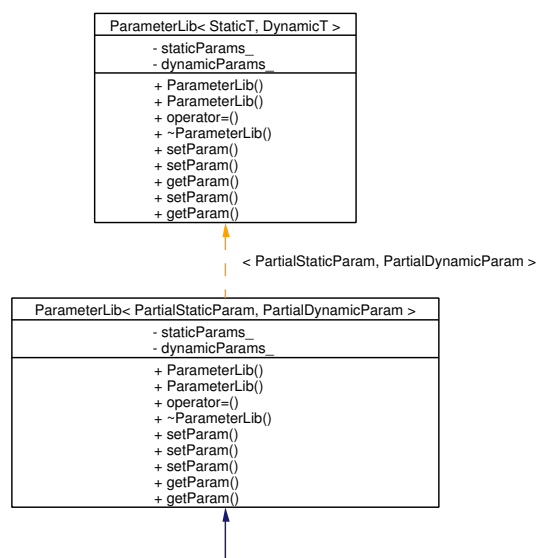 ParameterLib< StaticT, DynamicT >
- staticParams_
- dynamicParams_
+ ParameterLib()
+ ParameterLib()
+ operator=()
+ ~ParameterLib()
+ setParam()
+ setParam()
+ getParam()
+ setParam()
+ getParam()
< PartialStaticParam, PartialDynamicParam >
ParameterLib< PartialStaticParam, PartialDynamicParam >
- staticParams_
- dynamicParams_
+ ParameterLib()
+ ParameterLib()
+ operator=()
+ ~ParameterLib()
+ setParam()
+ setParam()
+ setParam()
+ getParam()
+ getParam()